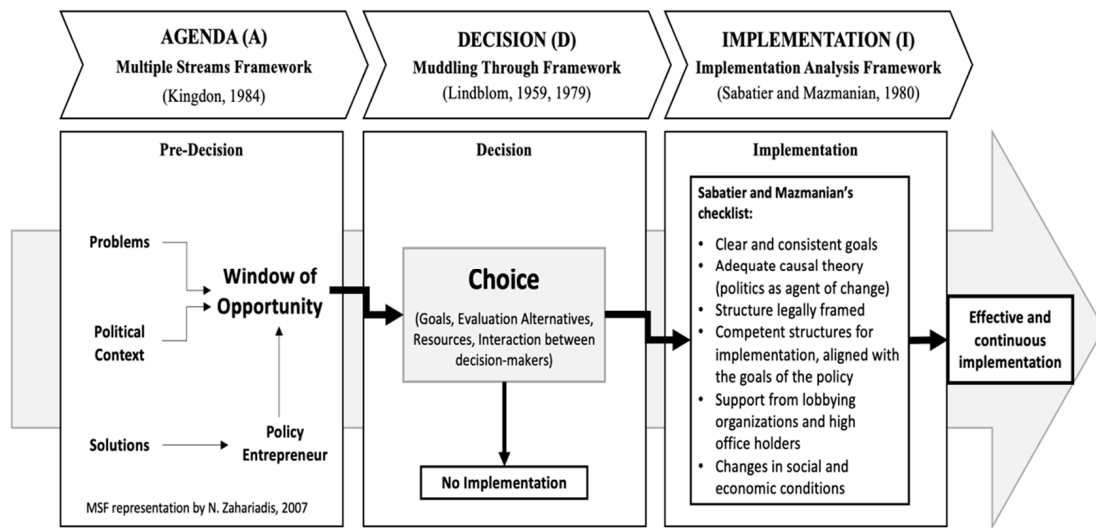 AGENDA (A)
Multiple Streams Framework
(Kingdon, 1984)
DECISION (D)
Muddling Through Framework
(Lindblom, 1959, 1979)
IMPLEMENTATION (I)
Implementation Analysis Framework
(Sabatier and Mazmanian, 1980)
Pre-Decision
Problems
Political
Context
Window of
Opportunity
Solutions
Policy
Entrepreneur
MSF representation by N. Zahariadis, 2007
Decision
Choice
(Goals, Evaluation Alternatives,
Resources, Interaction between
decision-makers)
No Implementation
Implementation
Sabatier and Mazmanian's
checklist:
• Clear and consistent goals
• Adequate causal theory
(politics as agent of change)
• Structure legally framed
• Competent structures for
implementation, aligned with
the goals of the policy
• Support from lobbying
organizations and high
office holders
• Changes in social and
economic conditions
Effective and
continuous
implementation